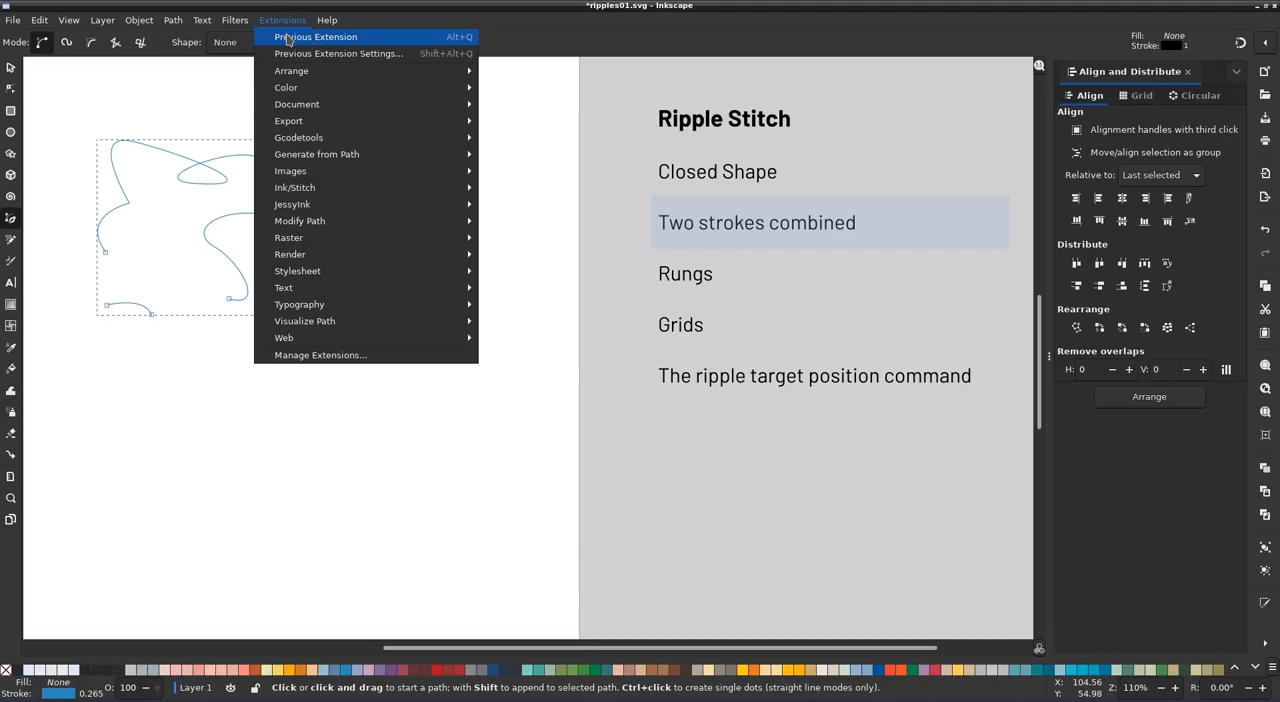 *ripples01.svg - Inkscape
File Edit View Layer Object Path Text Filters Extensions Help
Mode: Shape: None
Fill: None
Stroke: 1
Previous Extension Alt+Q
Previous Extension Settings... Shift+Alt+Q
Arrange
Color
Document
Export
Gcodetools
Generate from Path
Images
Ink/Stitch
JessyInk
Modify Path
Raster
Render
Stylesheet
Text
Typography
Visualize Path
Web
Manage Extensions...
Ripple Stitch
Closed Shape
Two strokes combined
Rungs
Grids
The ripple target position command
Align and Distribute
Align Grid Circular
Align
Alignment handles with third click
Move/align selection as group
Relative to: Last selected
Distribute
Rearrange
Remove overlaps
H: 0 V: 0
Arrange
Fill: None
Stroke: 0.265
O: 100
Layer 1
Click or click and drag to start a path; with Shift to append to selected path. Ctrl+click to create single dots (straight line modes only).
X: 104.56
Y: 54.98
Z: 110%
R: 0.00°